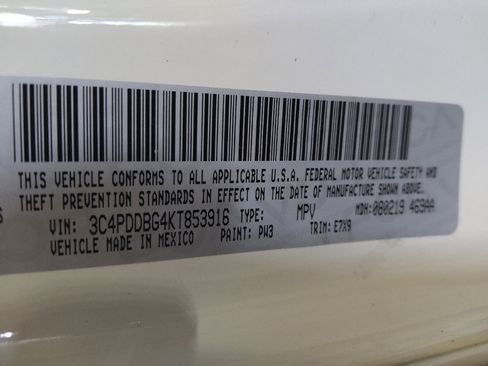 THIS VEHICLE CONFORMS TO ALL APPLICABLE U.S.A. FEDERAL MOTOR VEHICLE SAFETY AND
THEFT PREVENTION STANDARDS IN EFFECT ON THE DATE OF MANUFACTURE SHOWN ABOVE.
VIN: 3C4PDDBG4KT853916 TYPE: MPV MDH: 080219 469AA
VEHICLE MADE IN MEXICO PAINT: PW3 TRIM: E7X9